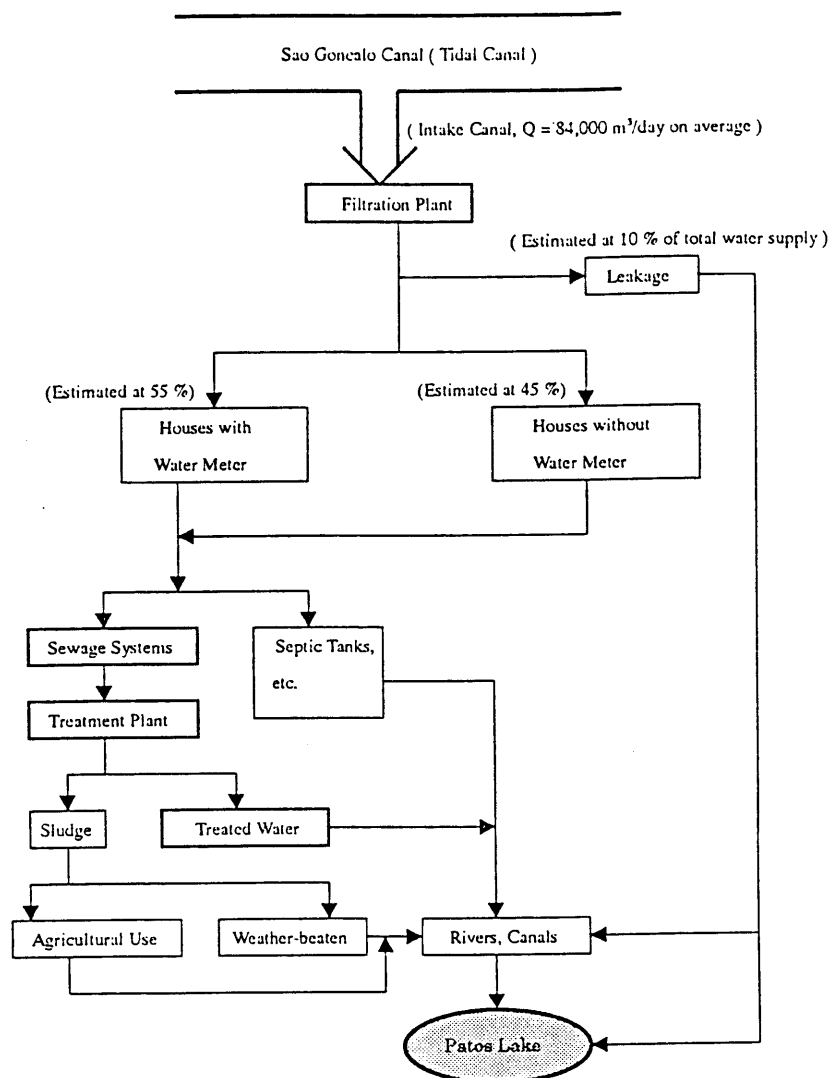 Sao Goncalo Canal ( Tidal Canal )
( Intake Canal, Q = 84,000 m³/day on average )
Filtration Plant
( Estimated at 10 % of total water supply )
Leakage
(Estimated at 55 %)
(Estimated at 45 %)
Houses with
Water Meter
Houses without
Water Meter
Sewage Systems
Septic Tanks,
etc.
Treatment Plant
Sludge
Treated Water
Agricultural Use
Weather-beaten
Rivers, Canals
Patos Lake